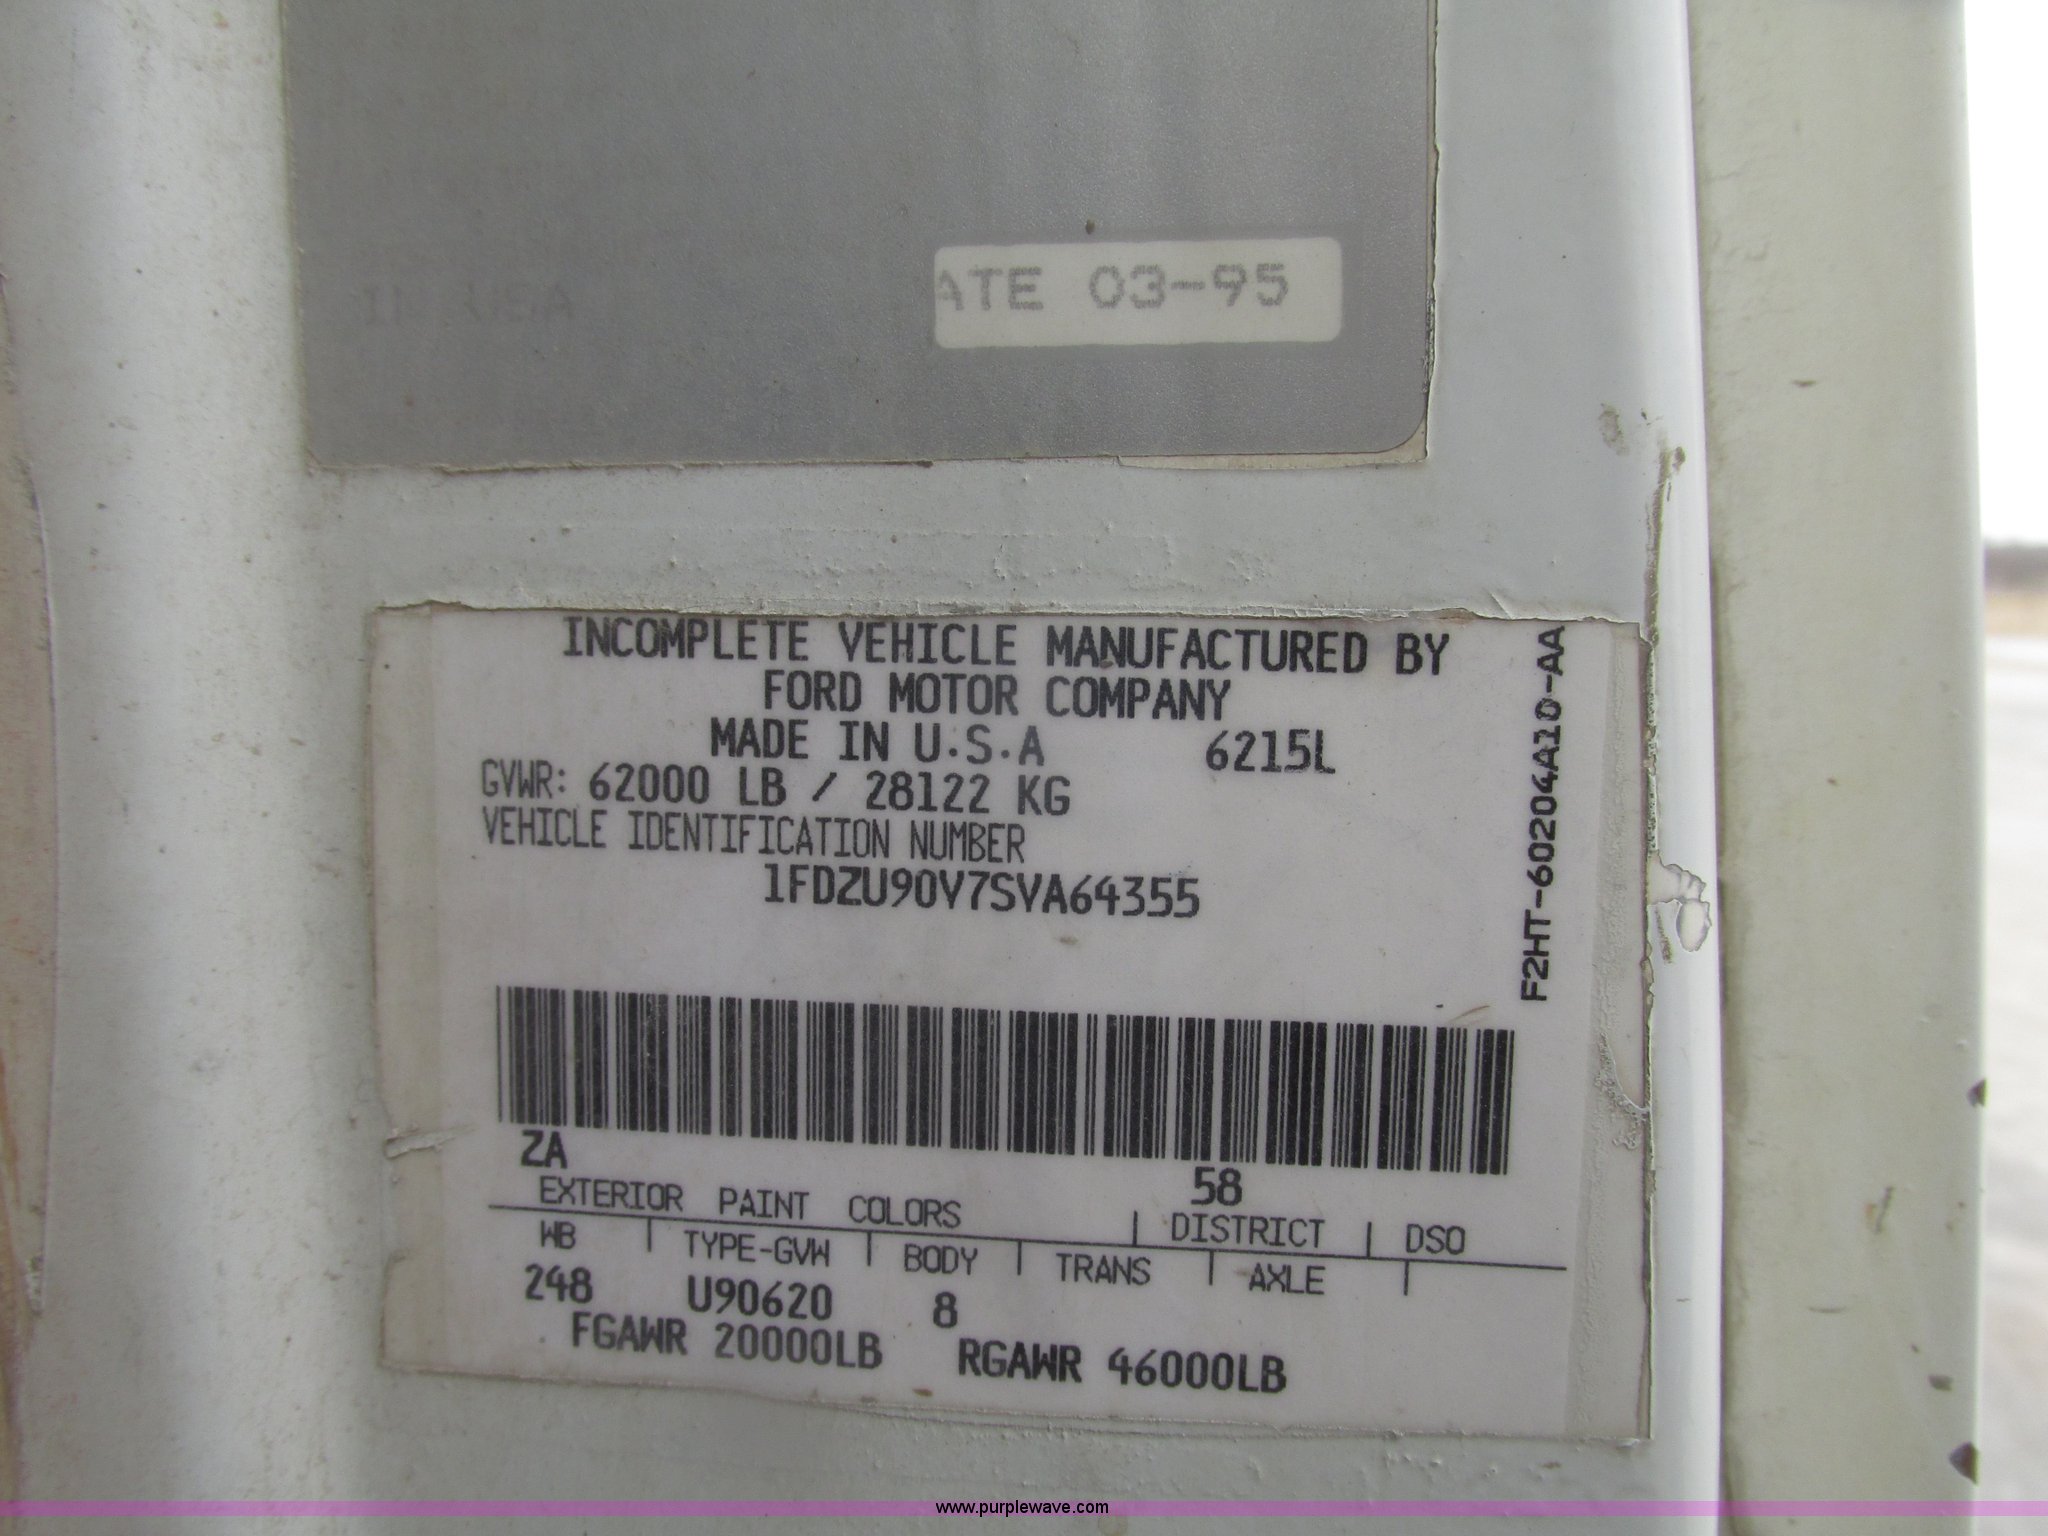 ATE 03-95
INCOMPLETE VEHICLE MANUFACTURED BY
FORD MOTOR COMPANY
MADE IN U.S.A 6215L
GVWR: 62000 LB / 28122 KG
VEHICLE IDENTIFICATION NUMBER
1FDZU90V7SVA64355
F2HT-60204A10-AA
ZA 58
EXTERIOR PAINT COLORS DISTRICT DSO
WB TYPE-GVW BODY TRANS AXLE
248 U90620 8
FGAWR 20000LB RGAWR 46000LB
www.purplewave.com